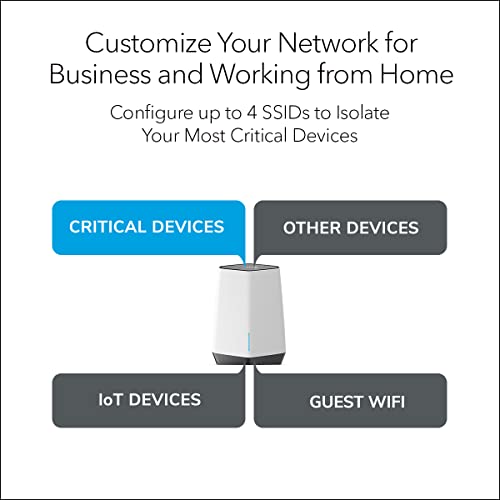 Customize Your Network for
Business and Working from Home
Configure up to 4 SSIDs to Isolate
Your Most Critical Devices
CRITICAL DEVICES
OTHER DEVICES
IoT DEVICES
GUEST WIFI